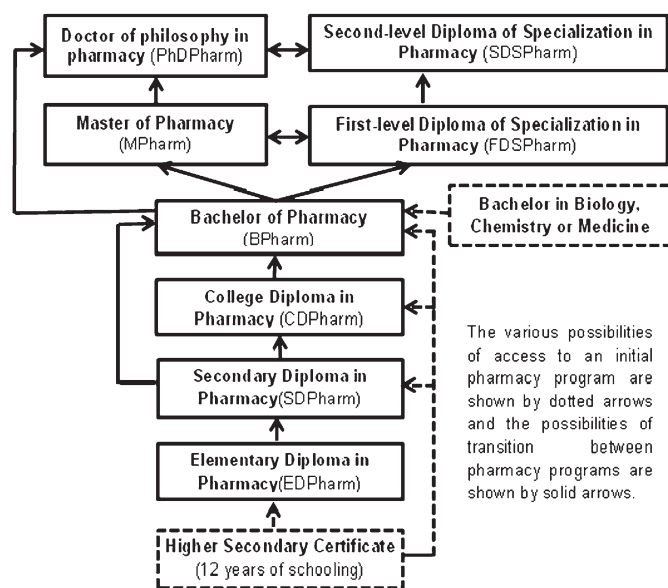 Doctor of philosophy in
pharmacy (PhDPharm)
Second-level Diploma of Specialization in
Pharmacy (SDSPharm)
Master of Pharmacy
(MPharm)
First-level Diploma of Specialization in
Pharmacy (FDSPharm)
Bachelor of Pharmacy
(BPharm)
Bachelor in Biology,
Chemistry or Medicine
College Diploma in
Pharmacy (CDPharm)
Secondary Diploma in
Pharmacy(SDPharm)
Elementary Diploma in
Pharmacy(EDPharm)
Higher Secondary Certificate
(12 years of schooling)
The various possibilities
of access to an initial
pharmacy program are
shown by dotted arrows
and the possibilities of
transition between
pharmacy programs are
shown by solid arrows.